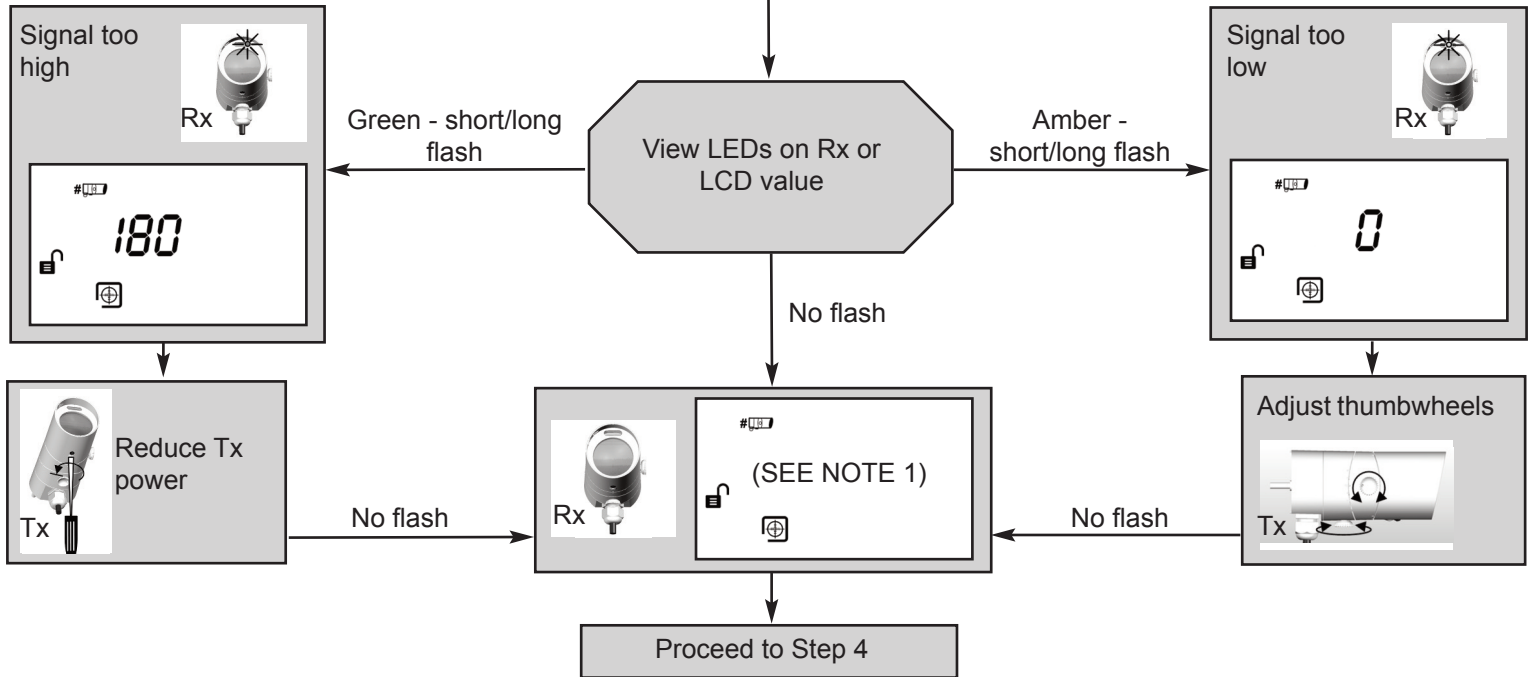 Signal too
high
Rx
#
180
Green - short/long
flash
View LEDs on Rx or
LCD value
Amber -
short/long flash
Signal too
low
Rx
#
0
No flash
Reduce Tx
power
Tx
No flash
Rx
#
(SEE NOTE 1)
No flash
Adjust thumbwheels
Tx
Proceed to Step 4